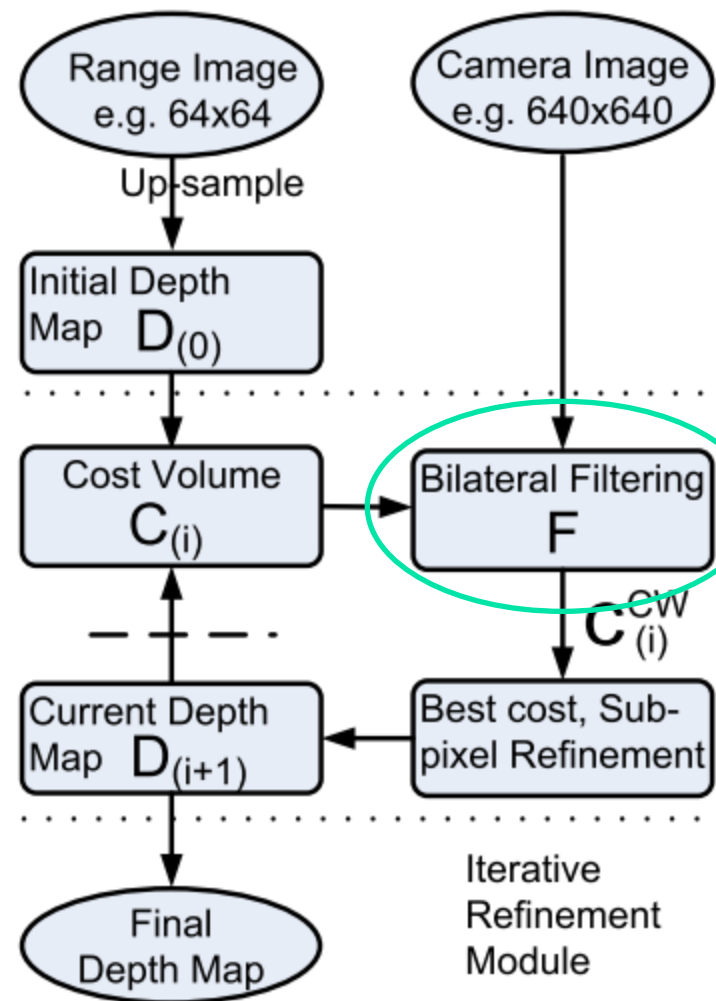 Range Image
e.g. 64x64
Camera Image
e.g. 640x640
Up-sample
Initial Depth
Map D(0)
Cost Volume
C(i)
Bilateral Filtering
F
C(i)CW
Current Depth
Map D(i+1)
Best cost, Sub-
pixel Refinement
Final
Depth Map
Iterative
Refinement
Module